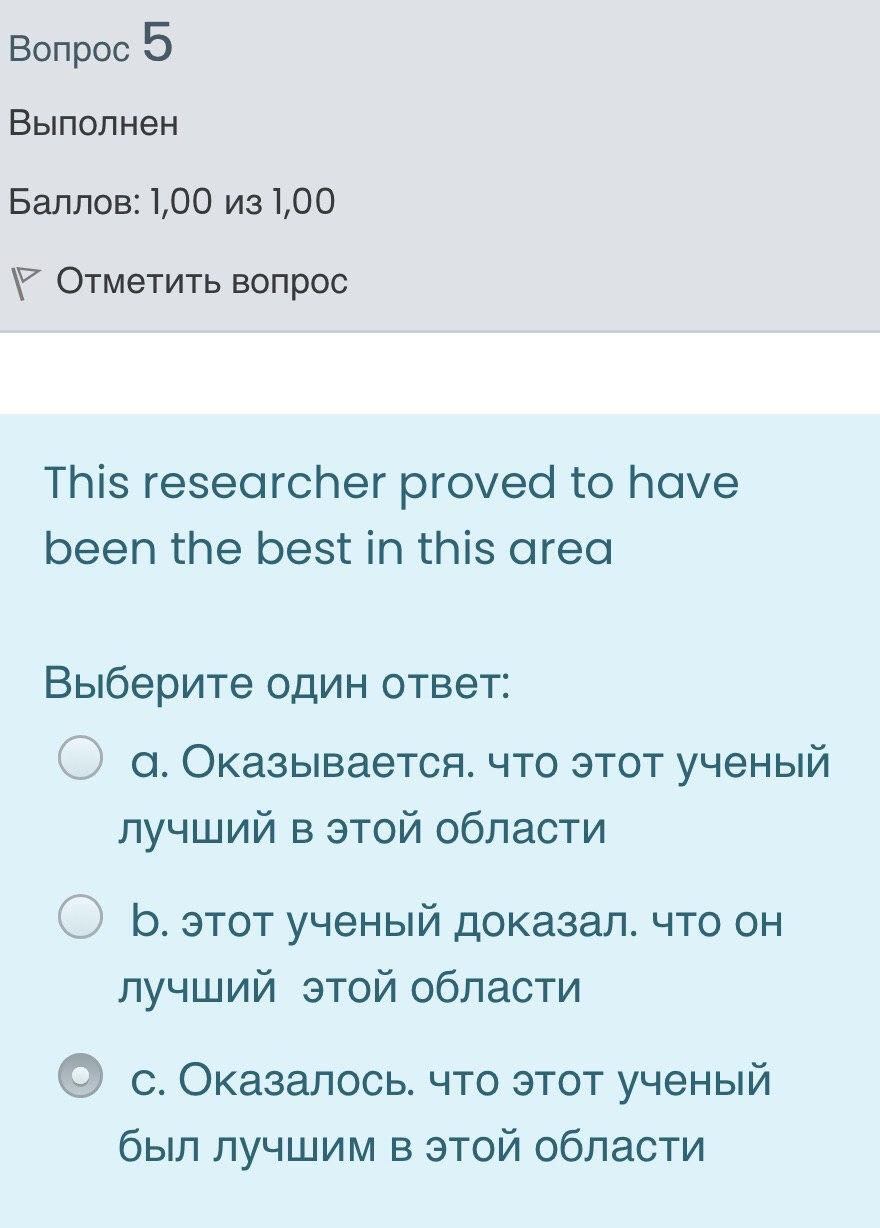 Вопрос 5
Выполнен
Баллов: 1,00 из 1,00
Отметить вопрос
This researcher proved to have
been the best in this area
Выберите один ответ:
a. Оказывается. что этот ученый
лучший в этой области
b. этот ученый доказал. что он
лучший  этой области
c. Оказалось. что этот ученый
был лучшим в этой области